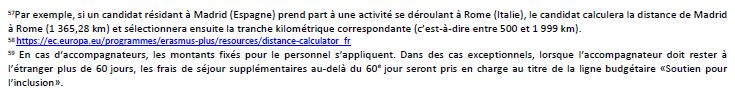 ⁵⁷Par exemple, si un candidat résidant à Madrid (Espagne) prend part à une activité se déroulant à Rome (Italie), le candidat calculera la distance de Madrid
à Rome (1 365,28 km) et sélectionnera ensuite la tranche kilométrique correspondante (c’est-à-dire entre 500 et 1 999 km).
⁵⁸ https://ec.europa.eu/programmes/erasmus-plus/resources/distance-calculator_fr
⁵⁹ En cas d’accompagnateurs, les montants fixés pour le personnel s’appliquent. Dans des cas exceptionnels, lorsque l’accompagnateur doit rester à
l’étranger plus de 60 jours, les frais de séjour supplémentaires au-delà du 60ᵉ jour seront pris en charge au titre de la ligne budgétaire «Soutien pour
l’inclusion».